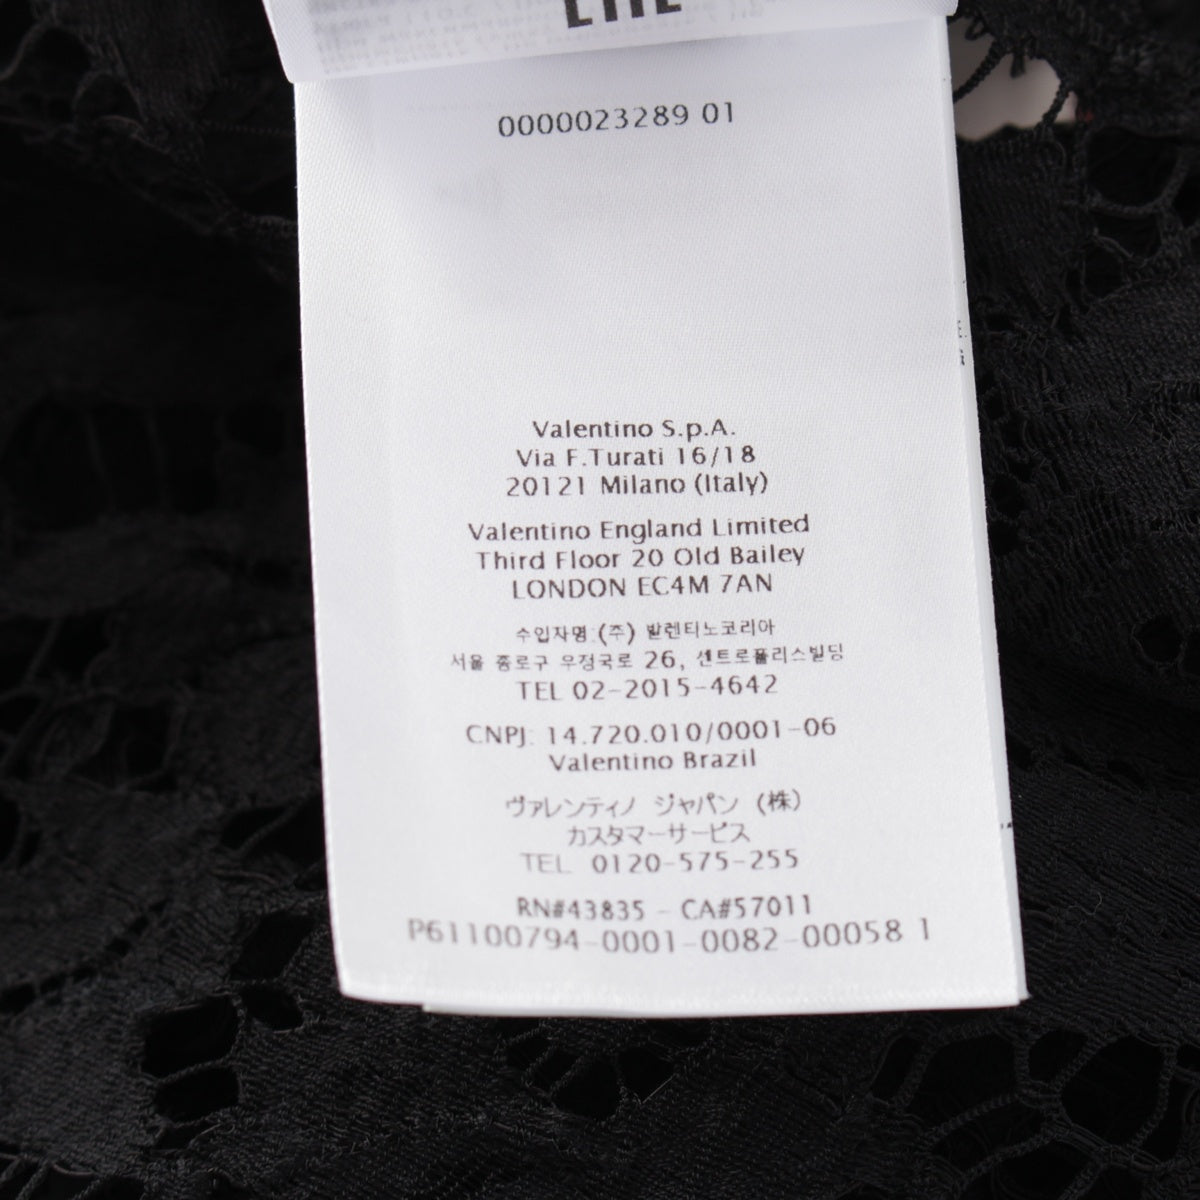 0000023289 01
Valentino S.p.A.
Via F.Turati 16/18
20121 Milano (Italy)
Valentino England Limited
Third Floor 20 Old Bailey
LONDON EC4M 7AN
수입자명:(주) 발렌티노코리아
서울 종로구 우정국로 26, 센트로폴리스빌딩
TEL 02-2015-4642
CNPJ: 14.720.010/0001-06
Valentino Brazil
ヴァレンティノ ジャパン (株)
カスタマーサービス
TEL 0120-575-255
RN#43835 - CA#57011
P61100794-0001-0082-00058 1